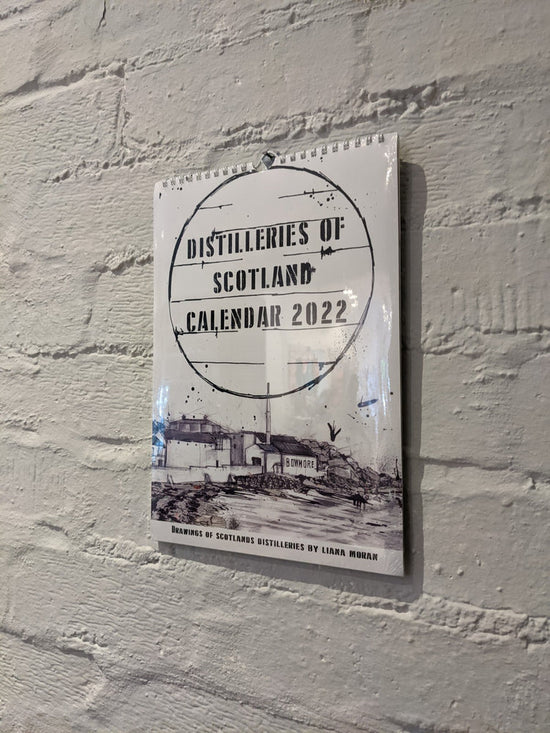 DISTILLERIES OF
SCOTLAND
CALENDAR 2022
BOWMORE
DRAWINGS OF SCOTLANDS DISTILLERIES BY LIANA MORAN